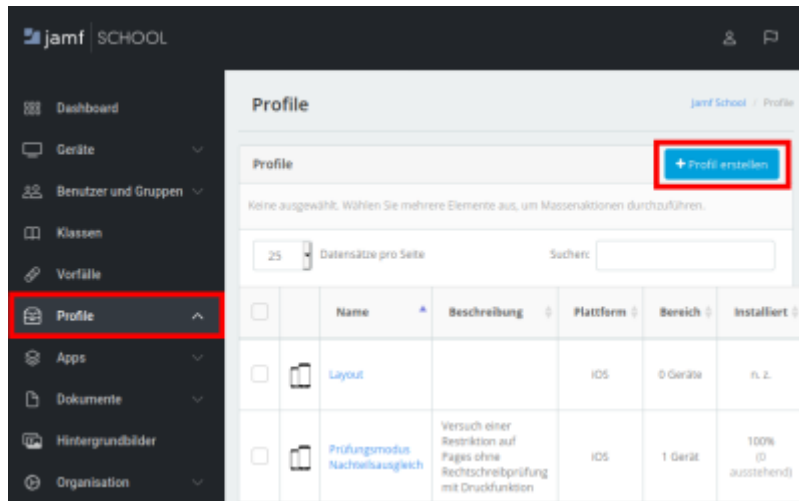 jamf SCHOOL
Dashboard
Geräte
Benutzer und Gruppen
Klassen
Vorfälle
Profile
Apps
Dokumente
Hintergrundbilder
Organisation
Profile
Jamf School / Profile
Profile
+ Profil erstellen
Keine ausgewählt. Wählen Sie mehrere Elemente aus, um Massenaktionen durchzuführen.
25 Datensätze pro Seite Suchen:
Name Beschreibung Plattform Bereich Installiert
Layout iOS 0 Geräte n. z.
Prüfungsmodus
Nachteilsausgleich
Versuch einer
Restriktion auf
Pages ohne
Rechtschreibprüfung
mit Druckfunktion
iOS
1 Gerät
100%
(0
ausstehend)